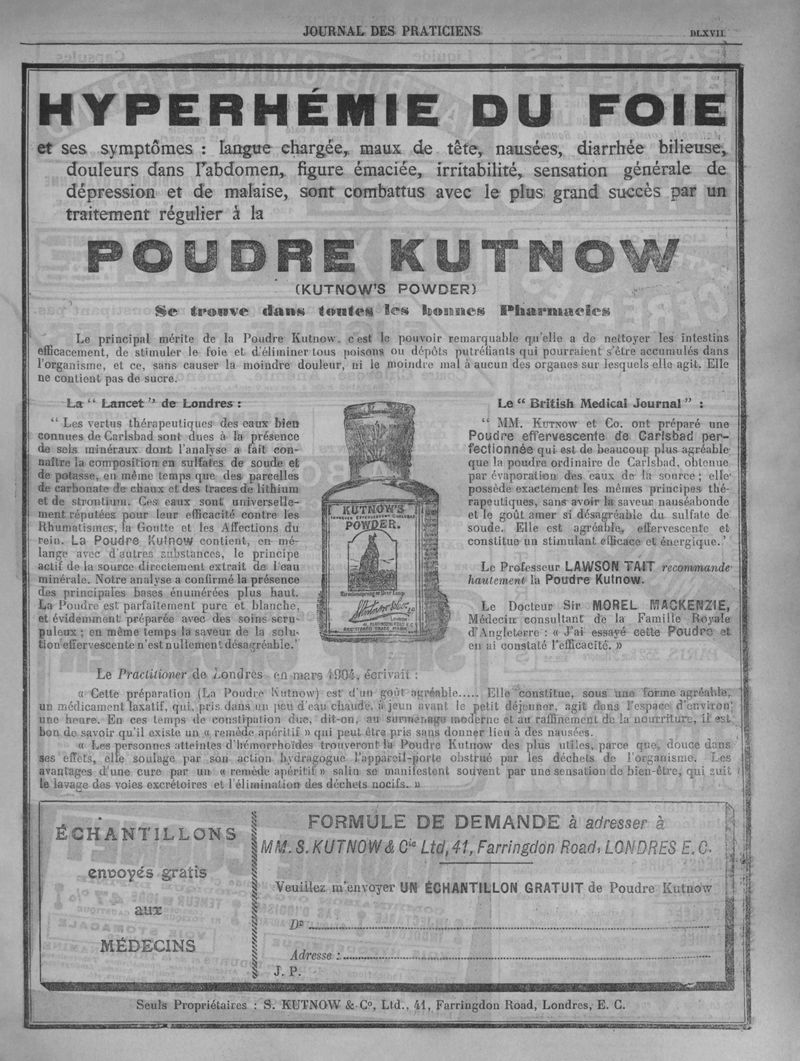 JOURNAL DES PRATICIENS
DLXVII
HYPERHÉMIE DU FOIE
et ses symptômes : langue chargée, maux de tête, nausées, diarrhée bilieuse,
douleurs dans l'abdomen, figure émaciée, irritabilité, sensation générale de
dépression et de malaise, sont combattus avec le plus grand succès par un
traitement régulier à la
POUDRE KUTNOW
(KUTNOW'S POWDER)
Se trouve dans toutes les bonnes Pharmacies
Le principal mérite de la Poudre Kutnow, c'est le pouvoir remarquable qu'elle a de nettoyer les intestins
efficacement, de stimuler le foie et d'éliminer tous poisons ou dépôts putréfiants qui pourraient s'être accumulés dans
l'organisme, et ce, sans causer la moindre douleur, ni le moindre mal à aucun des organes sur lesquels elle agit. Elle
ne contient pas de sucre.
La " Lancet " de Londres :
" Les vertus thérapeutiques des eaux bien
connues de Carlsbad sont dues à la présence
de sels minéraux dont l'analyse a fait con-
naître la composition en sulfates de soude et
de potasse, en même temps que des parcelles
de carbonate de chaux et des traces de lithium
et de strontium. Ces eaux sont universelle-
ment réputées pour leur efficacité contre les
Rhumatismes, la Goutte et les Affections du
rein. La Poudre Kutnow contient, en mé-
lange avec d'autres substances, le principe
actif de la source directement extrait de l'eau
minérale. Notre analyse a confirmé la présence
des principales bases énumérées plus haut.
La Poudre est parfaitement pure et blanche,
et évidemment préparée avec des soins scru-
puleux ; en même temps la saveur de la solu-
tion effervescente n'est nullement désagréable.'
KUTNOW'S
IMPROVED EFFERVESCENT CARLSBAD
POWDER.
S. Kutnow & Co. Ld
LONDON
41, FARRINGDON ROAD E.C.
REGISTERED TRADE MARK
Le " British Medical Journal " :
" MM. KUTNOW et Co. ont préparé une
Poudre effervescente de Carlsbad per-
fectionnée qui est de beaucoup plus agréable
que la poudre ordinaire de Carlsbad, obtenue
par évaporation des eaux de la source ; elle
possède exactement les mêmes principes thé-
rapeutiques, sans avoir la saveur nauséabonde
et le goût amer si désagréable du sulfate de
soude. Elle est agréable, effervescente et
constitue un stimulant efficace et énergique.'
Le Professeur LAWSON TAIT recommande
hautement la Poudre Kutnow.
Le Docteur Sir MOREL MACKENZIE,
Médecin consultant de la Famille Royale
d'Angleterre : « J'ai essayé cette Poudre et
en ai constaté l'efficacité. »
Le Practitioner de Londres en mars 1904, écrivait :
« Cette préparation (La Poudre Kutnow) est d'un goût agréable..... Elle constitue, sous une forme agréable,
un médicament laxatif, qui, pris dans un peu d'eau chaude, à jeun avant le petit déjeuner, agit dans l'espace d'environ
une heure. En ces temps de constipation due, dit-on, au surmenage moderne et au raffinement de la nourriture, il est
bon de savoir qu'il existe un « remède apéritif » qui peut être pris sans donner lieu à des nausées.
« Les personnes atteintes d'hémorrhoïdes trouveront la Poudre Kutnow des plus utiles, parce que, douce dans
ses effets, elle soulage par son action hydragogue l'appareil-porte obstrué par les déchets de l'organisme. Les
avantages d'une cure par un « remède apéritif » salin se manifestent souvent par une sensation de bien-être, qui suit
le lavage des voies excrétoires et l'élimination des déchets nocifs. »
ÉCHANTILLONS
envoyés gratis
aux
MÉDECINS
FORMULE DE DEMANDE à adresser à
MM. S. KUTNOW & Cie Ltd, 41, Farringdon Road, LONDRES E. C.
Veuillez m'envoyer UN ÉCHANTILLON GRATUIT de Poudre Kutnow
Dr
Adresse :
J. P.
Seuls Propriétaires : S. KUTNOW & Co, Ltd., 41, Farringdon Road, Londres, E. C.